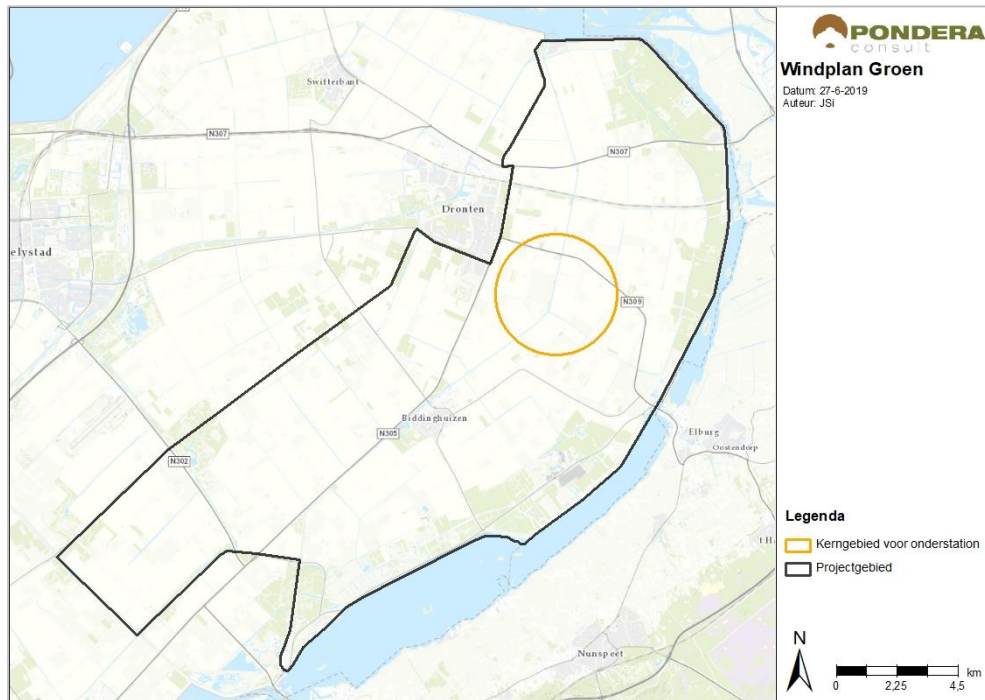 PONDERA
consult
Windplan Groen
Datum: 27-6-2019
Auteur: JSi
Swifterbant
N307
N307
Dronten
elystad
N309
Biddinghuizen
N305
N302
Elburg
Oostendorp
Nunspeet
Legenda
Kerngebied voor onderstation
Projectgebied
N
km
0 2,25 4,5